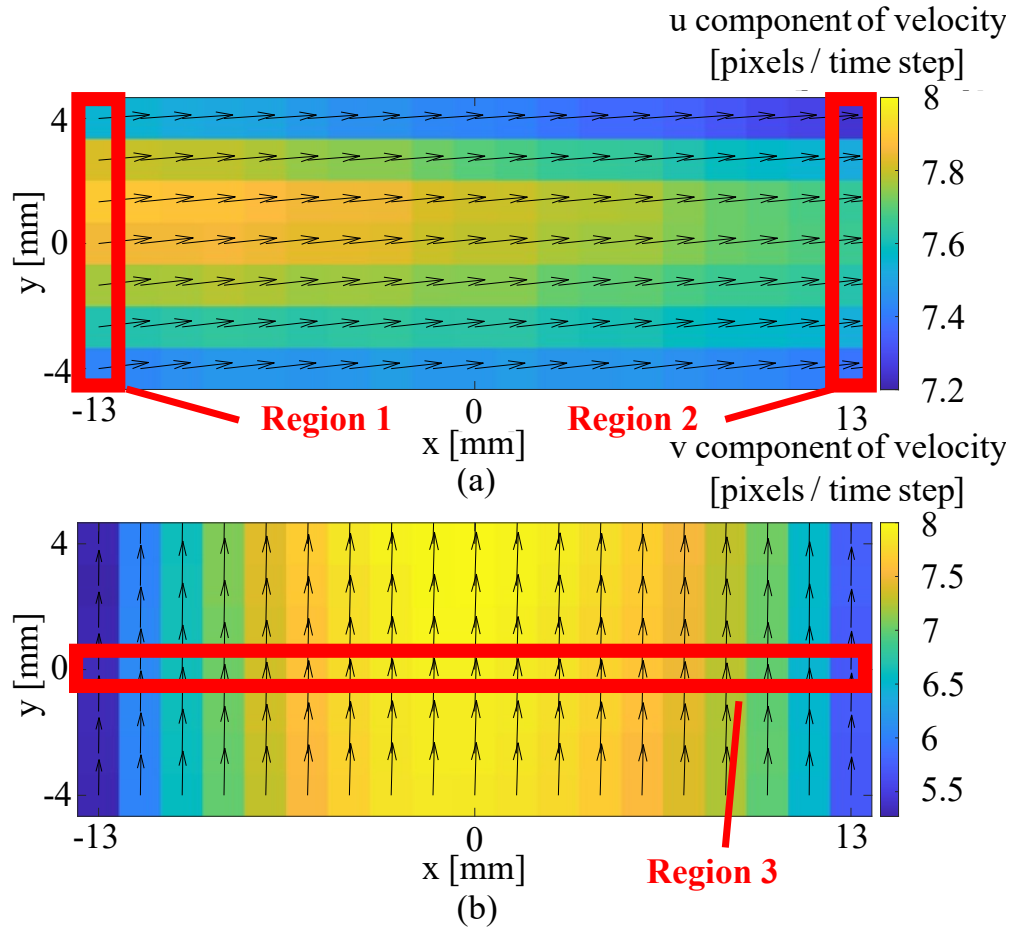 u component of velocity
[pixels / time step]
4
0
-4
y [mm]
8
7.8
7.6
7.4
7.2
-13
0
13
Region 1
Region 2
x [mm]
(a)
v component of velocity
[pixels / time step]
4
0
-4
y [mm]
8
7.5
7
6.5
6
5.5
-13
0
13
x [mm]
Region 3
(b)